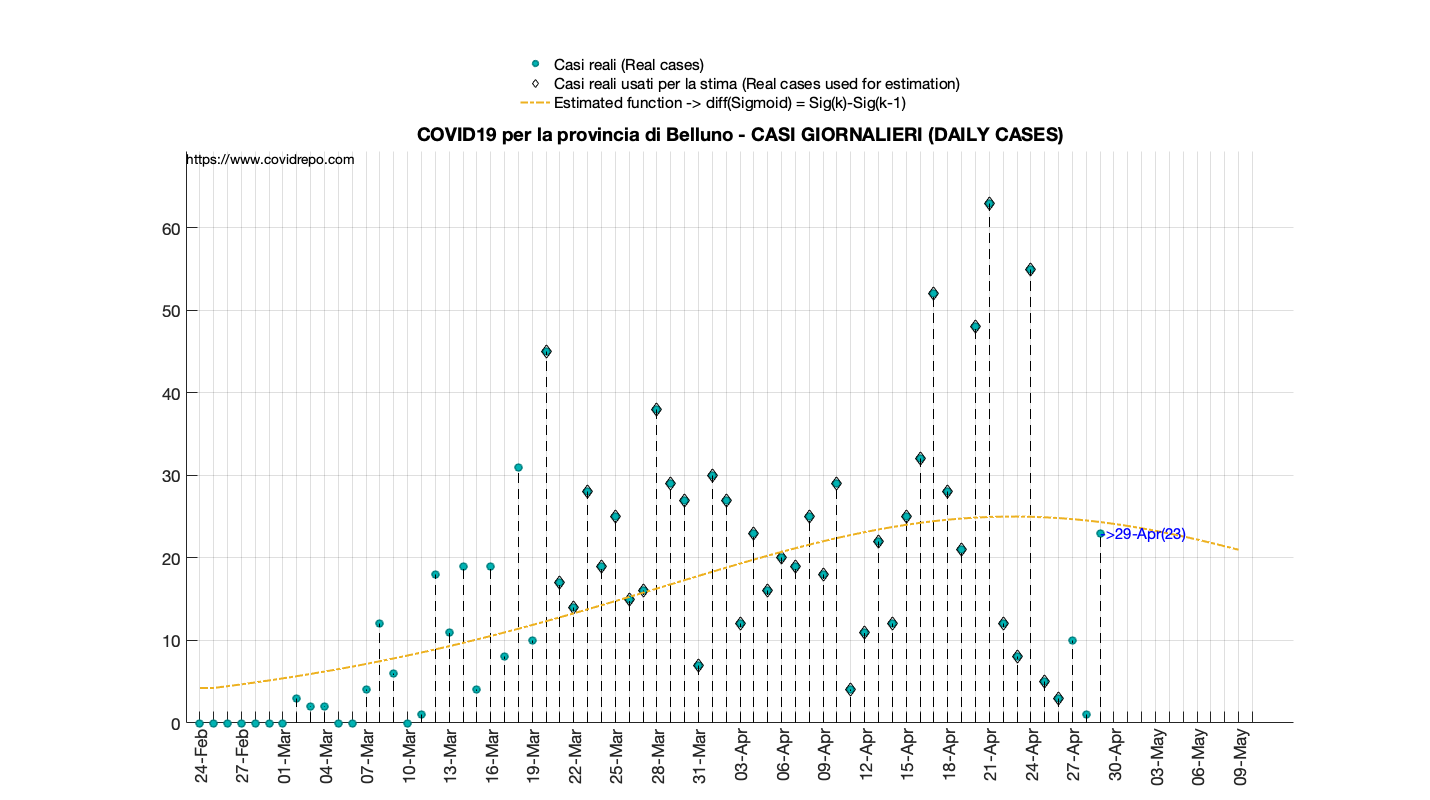 Casi reali (Real cases)
Casi reali usati per la stima (Real cases used for estimation)
Estimated function -> diff(Sigmoid) = Sig(k)-Sig(k-1)
COVID19 per la provincia di Belluno - CASI GIORNALIERI (DAILY CASES)
https://www.covidrepo.com
60
50
40
30
20
10
0
->29-Apr(23)
24-Feb
27-Feb
01-Mar
04-Mar
07-Mar
10-Mar
13-Mar
16-Mar
19-Mar
22-Mar
25-Mar
28-Mar
31-Mar
03-Apr
06-Apr
09-Apr
12-Apr
15-Apr
18-Apr
21-Apr
24-Apr
27-Apr
30-Apr
03-May
06-May
09-May